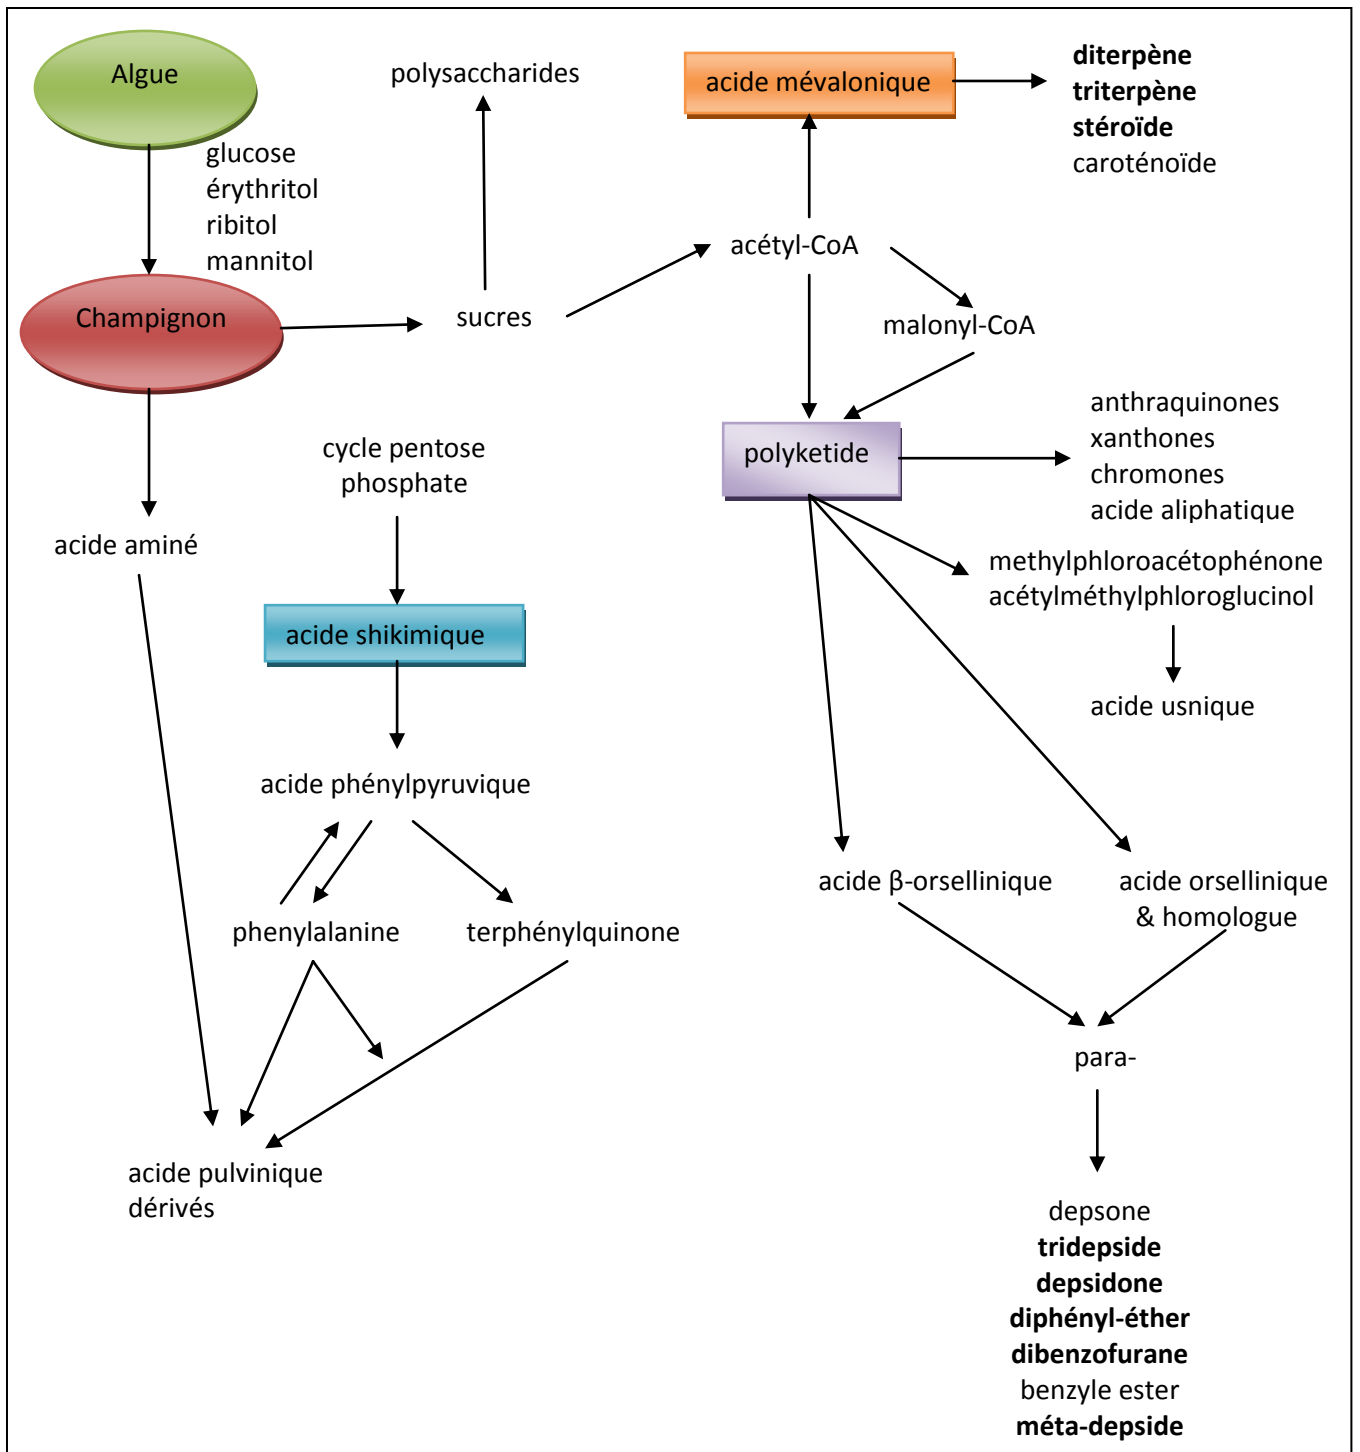 Algue
glucose
érythritol
ribitol
mannitol
Champignon
polysaccharides
sucres
acide mévalonique
diterpène
triterpène
stéroïde
caroténoïde
acétyl-CoA
malonyl-CoA
polyketide
anthraquinones
xanthones
chromones
acide aliphatique
methylphloroacétophénone
acétylméthylphloroglucinol
acide usnique
acide aminé
cycle pentose
phosphate
acide shikimique
acide phénylpyruvique
phenylalanine
terphénylquinone
acide pulvinique
dérivés
acide β-orsellinique
acide orsellinique
& homologue
para-
depsone
tridepside
depsidone
diphényl-éther
dibenzofurane
benzyle ester
méta-depside